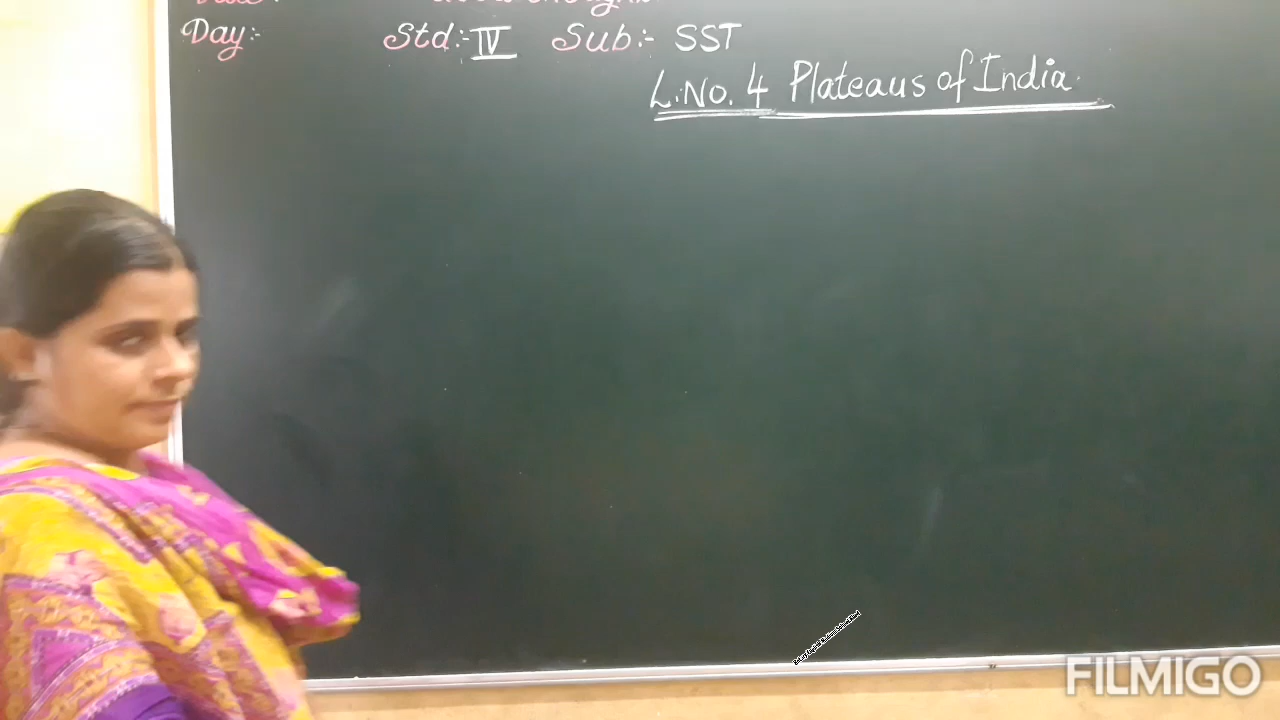 Day:-
Std:- IV Sub:- SST
L.No. 4 Plateaus of India.
FILMIGO